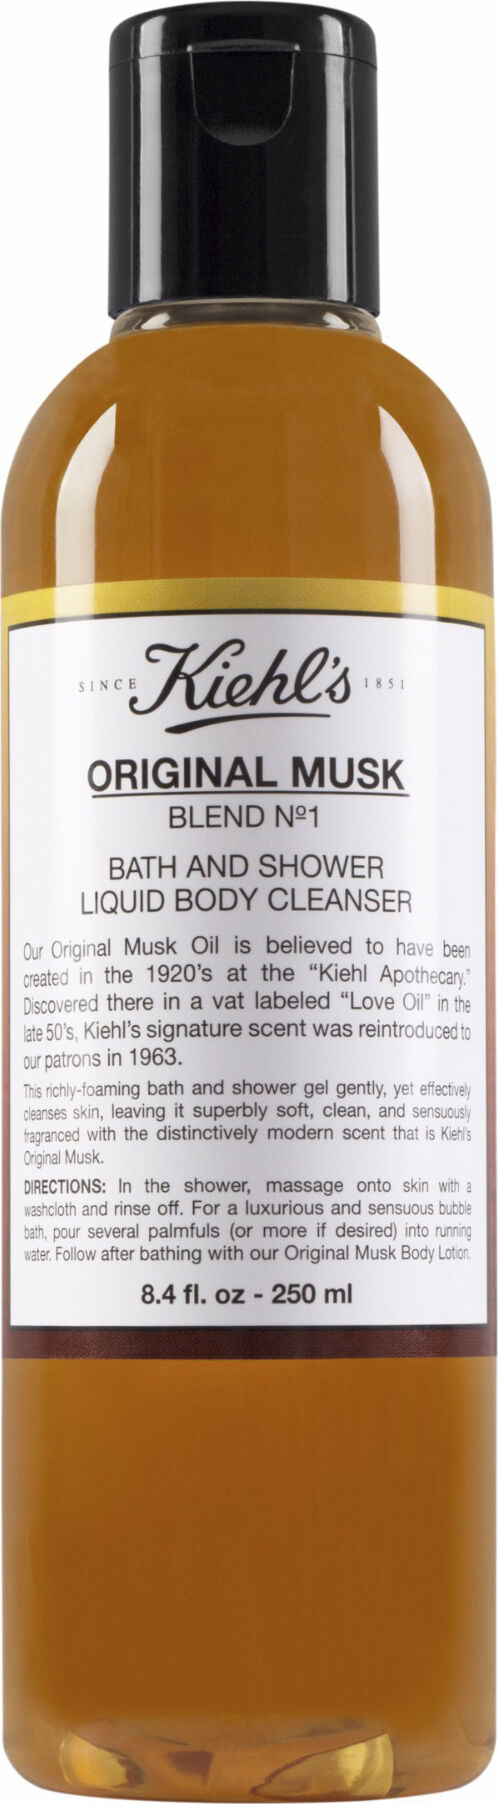 SINCE Kiehl's 1851
ORIGINAL MUSK
BLEND Nº1
BATH AND SHOWER
LIQUID BODY CLEANSER
Our Original Musk Oil is believed to have been
created in the 1920's at the “Kiehl Apothecary.”
Discovered there in a vat labeled “Love Oil” in the
late 50's, Kiehl's signature scent was reintroduced to
our patrons in 1963.
This richly-foaming bath and shower gel gently, yet effectively
cleanses skin, leaving it superbly soft, clean, and sensuously
fragranced with the distinctively modern scent that is Kiehl's
Original Musk.
DIRECTIONS: In the shower, massage onto skin with a
washcloth and rinse off. For a luxurious and sensuous bubble
bath, pour several palmfuls (or more if desired) into running
water. Follow after bathing with our Original Musk Body Lotion.
8.4 fl. oz - 250 ml